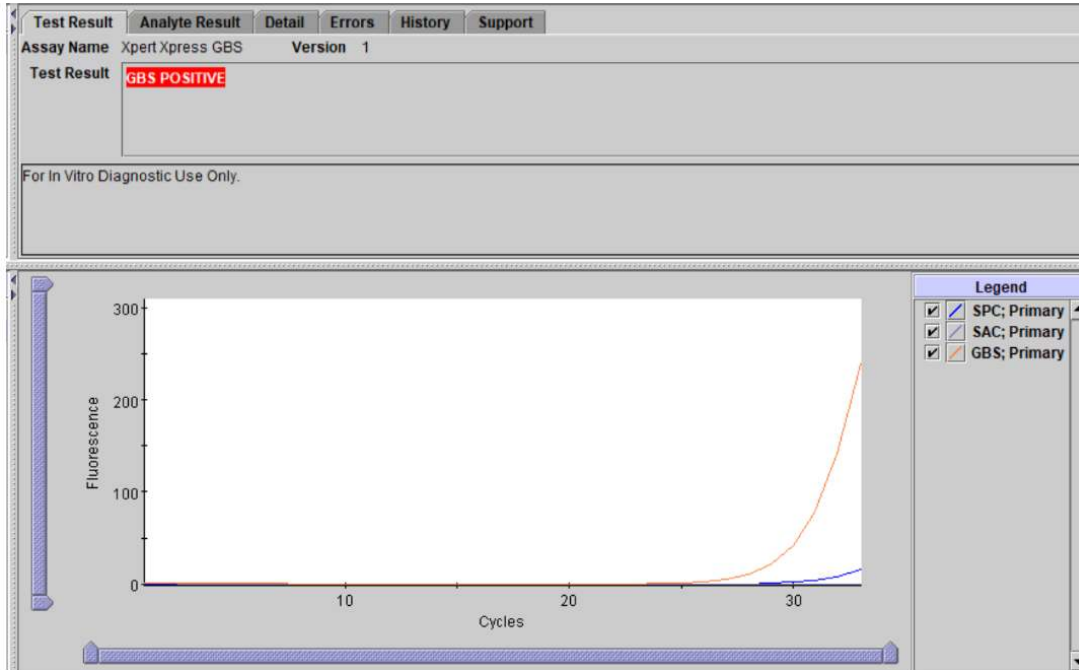 Test Result Analyte Result Detail Errors History Support
Assay Name Xpert Xpress GBS Version 1
Test Result GBS POSITIVE
For In Vitro Diagnostic Use Only.
Legend
SPC; Primary
SAC; Primary
GBS; Primary
300
200
100
0
Fluorescence
10 20 30
Cycles